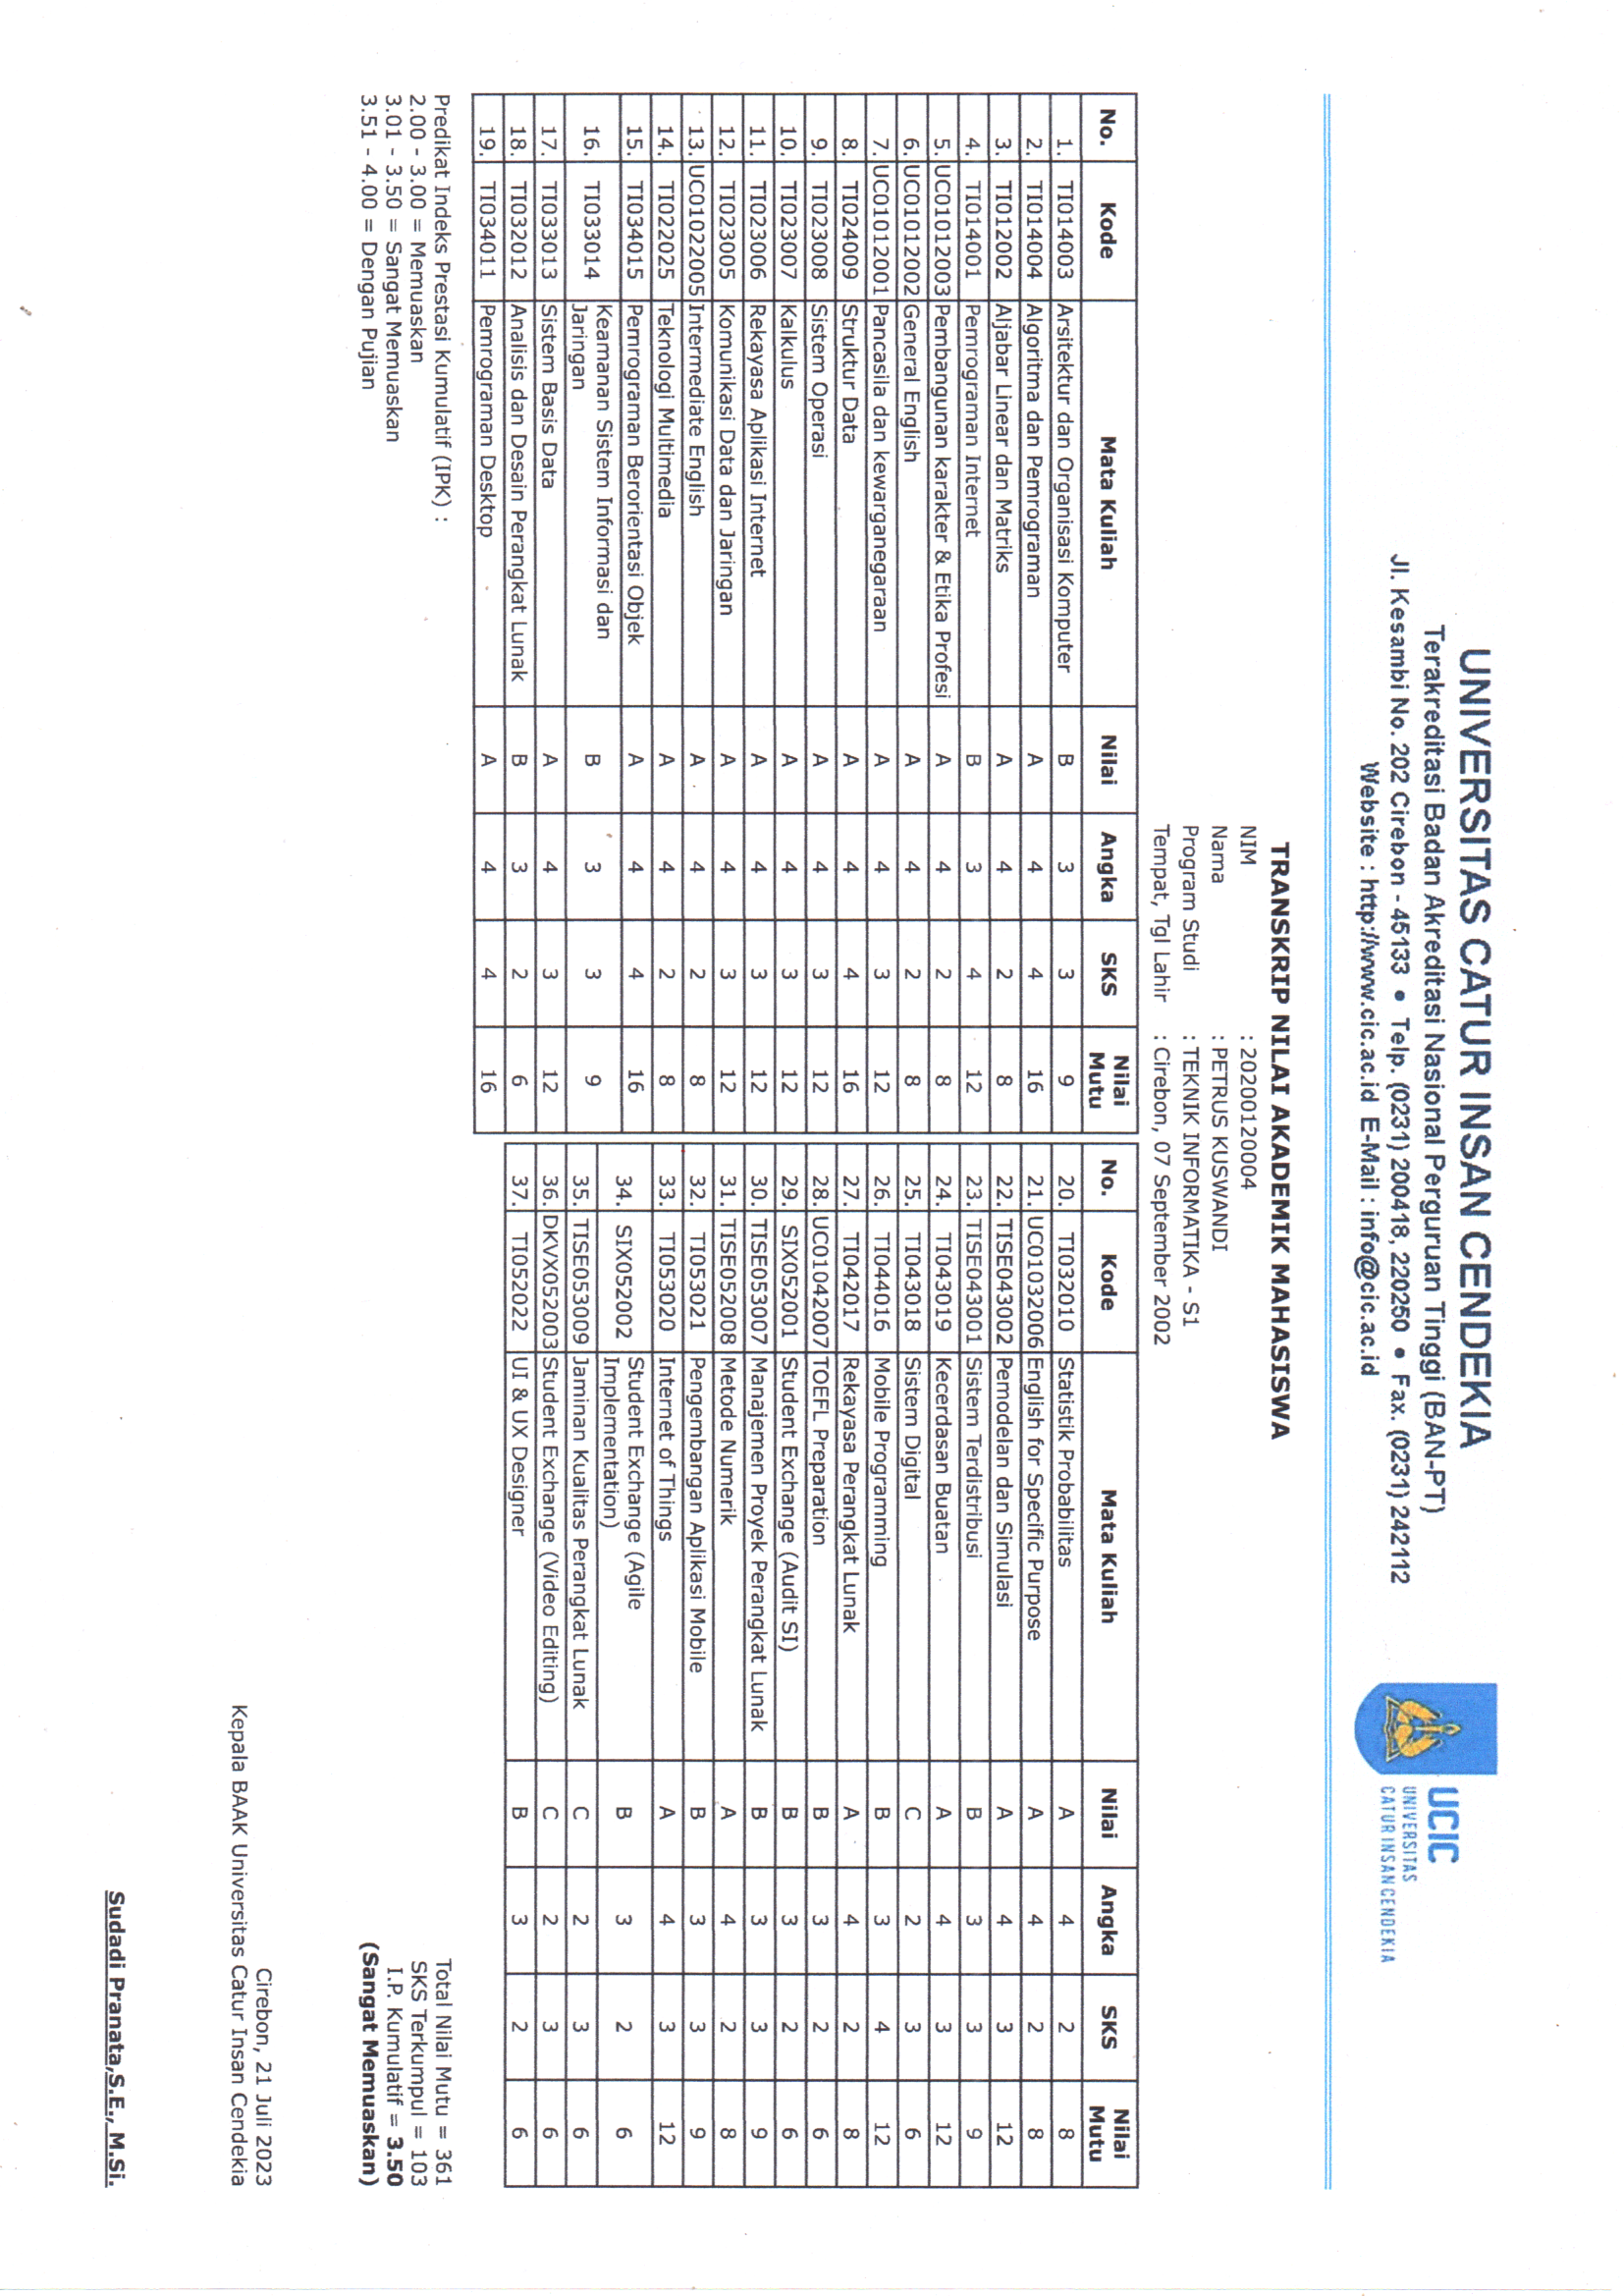 UNIVERSITAS CATUR INSAN CENDEKIA
Terakreditasi Badan Akreditasi Nasional Perguruan Tinggi (BAN-PT)
Jl. Kesambi No. 202 Cirebon - 45133 • Telp. (0231) 200418, 220250 • Fax. (0231) 242112
Website : http://www.cic.ac.id E-Mail : info@cic.ac.id
UCIC
UNIVERSITAS
CATUR INSAN CENDEKIA
TRANSKRIP NILAI AKADEMIK MAHASISWA
NIM : 20200120004
Nama : PETRUS KUSWANDI
Program Studi : TEKNIK INFORMATIKA - S1
Tempat, Tgl Lahir : Cirebon, 07 September 2002
No. Kode Mata Kuliah Nilai Angka SKS Nilai Mutu
1. TI014003 Arsitektur dan Organisasi Komputer B 3 3 9
2. TI014004 Algoritma dan Pemrograman A 4 4 16
3. TI012002 Aljabar Linear dan Matriks A 4 2 8
4. TI014001 Pemrograman Internet B 3 4 12
5. UC01012003 Pembangunan karakter & Etika Profesi A 4 2 8
6. UC01012002 General English A 4 2 8
7. UC01012001 Pancasila dan kewarganegaraan A 4 3 12
8. TI024009 Struktur Data A 4 4 16
9. TI023008 Sistem Operasi A 4 3 12
10. TI023007 Kalkulus A 4 3 12
11. TI023006 Rekayasa Aplikasi Internet A 4 3 12
12. TI023005 Komunikasi Data dan Jaringan A 4 3 12
13. UC01022005 Intermediate English A 4 2 8
14. TI022025 Teknologi Multimedia A 4 2 8
15. TI034015 Pemrograman Berorientasi Objek A 4 4 16
16. TI033014 Keamanan Sistem Informasi dan Jaringan B 3 3 9
17. TI033013 Sistem Basis Data A 4 3 12
18. TI032012 Analisis dan Desain Perangkat Lunak B 3 2 6
19. TI034011 Pemrograman Desktop A 4 4 16
No. Kode Mata Kuliah Nilai Angka SKS Nilai Mutu
20. TI032010 Statistik Probabilitas A 4 2 8
21. UC01032006 English for Specific Purpose A 4 2 8
22. TISE043002 Pemodelan dan Simulasi A 4 3 12
23. TISE043001 Sistem Terdistribusi B 3 3 9
24. TI043019 Kecerdasan Buatan A 4 3 12
25. TI043018 Sistem Digital C 2 3 6
26. TI044016 Mobile Programming B 3 4 12
27. TI042017 Rekayasa Perangkat Lunak A 4 2 8
28. UC01042007 TOEFL Preparation B 3 2 6
29. SIX052001 Student Exchange (Audit SI) B 3 2 6
30. TISE053007 Manajemen Proyek Perangkat Lunak B 3 3 9
31. TISE052008 Metode Numerik A 4 2 8
32. TI053021 Pengembangan Aplikasi Mobile B 3 3 9
33. TI053020 Internet of Things A 4 3 12
34. SIX052002 Student Exchange (Agile Implementation) B 3 2 6
35. TISE053009 Jaminan Kualitas Perangkat Lunak C 2 3 6
36. DKVX052003 Student Exchange (Video Editing) C 2 3 6
37. TI052022 UI & UX Designer B 3 2 6
Predikat Indeks Prestasi Kumulatif (IPK) :
2.00 - 3.00 = Memuaskan
3.01 - 3.50 = Sangat Memuaskan
3.51 - 4.00 = Dengan Pujian
Total Nilai Mutu = 361
SKS Terkumpul = 103
I.P. Kumulatif = 3.50
(Sangat Memuaskan)
Cirebon, 21 Juli 2023
Kepala BAAK Universitas Catur Insan Cendekia
Sudadi Pranata,S.E., M.Si.